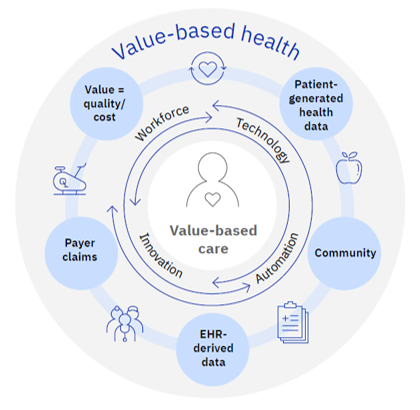 Value-based health
Value =
quality/
cost
Patient-
generated
health
data
Workforce
Technology
Value-based
care
Payer
claims
Community
Innovation
Automation
EHR-
derived
data